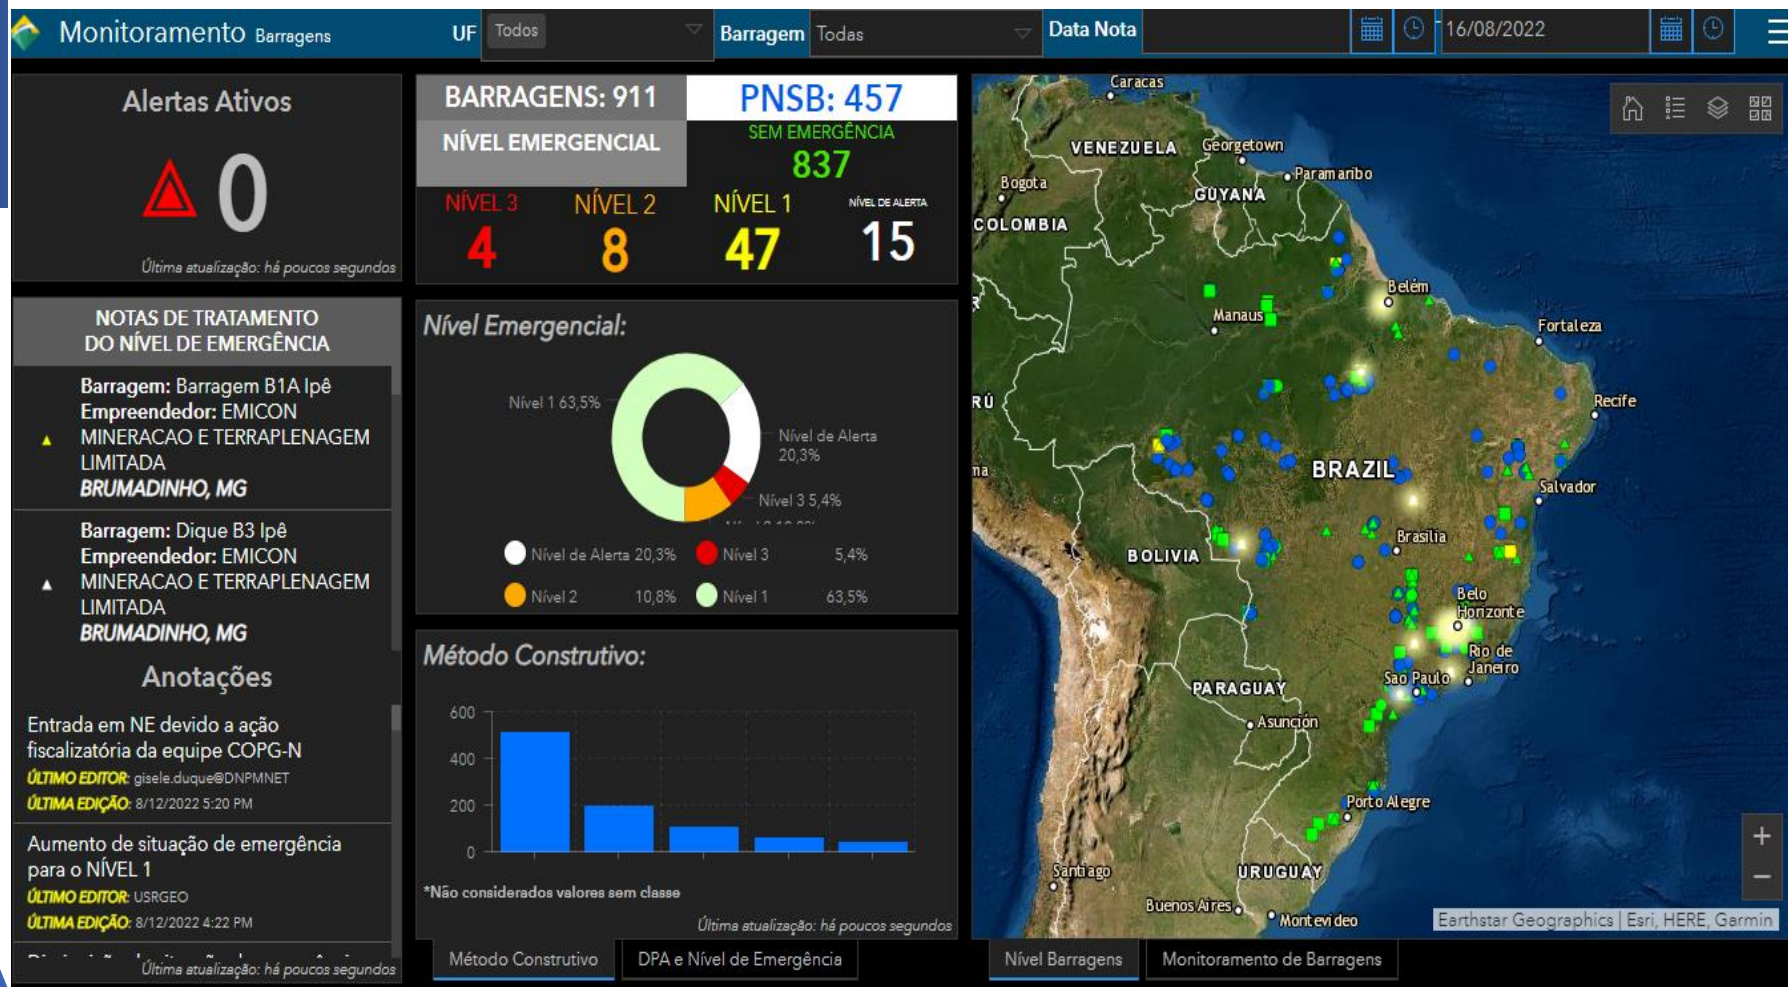 Monitoramento Barragens
UF Todos
Barragem Todas
Data Nota
- 16/08/2022
Alertas Ativos
0
Última atualização: há poucos segundos
NOTAS DE TRATAMENTO
DO NÍVEL DE EMERGÊNCIA
Barragem: Barragem B1A Ipê
Empreendedor: EMICON
MINERACAO E TERRAPLENAGEM
LIMITADA
BRUMADINHO, MG
Barragem: Dique B3 Ipê
Empreendedor: EMICON
MINERACAO E TERRAPLENAGEM
LIMITADA
BRUMADINHO, MG
Anotações
Entrada em NE devido a ação
fiscalizatória da equipe COPG-N
ÚLTIMO EDITOR: gisele.duque@DNPMNET
ÚLTIMA EDIÇÃO: 8/12/2022 5:20 PM
Aumento de situação de emergência
para o NÍVEL 1
ÚLTIMO EDITOR: USRGEO
ÚLTIMA EDIÇÃO: 8/12/2022 4:22 PM
Última atualização: há poucos segundos
BARRAGENS: 911
PNSB: 457
NÍVEL EMERGENCIAL
SEM EMERGÊNCIA
837
NÍVEL 3
4
NÍVEL 2
8
NÍVEL 1
47
NÍVEL DE ALERTA
15
Nível Emergencial:
Nível 1 63,5%
Nível de Alerta
20,3%
Nível 3 5,4%
Nível de Alerta 20,3%
Nível 3 5,4%
Nível 2 10,8%
Nível 1 63,5%
Método Construtivo:
600
400
200
0
*Não considerados valores sem classe
Última atualização: há poucos segundos
Método Construtivo
DPA e Nível de Emergência
Caracas
VENEZUELA
Georgetown
Paramaribo
Bogota
GUYANA
COLOMBIA
Belém
Manaus
Fortaleza
RÚ
Recife
BRAZIL
ma
Salvador
Brasília
BOLIVIA
Belo
Horizonte
Rio de
Janeiro
Sao Paulo
PARAGUAY
Asunción
Porto Alegre
Santiago
URUGUAY
Buenos Aires
Montevideo
+
−
Earthstar Geographics | Esri, HERE, Garmin
Nível Barragens
Monitoramento de Barragens